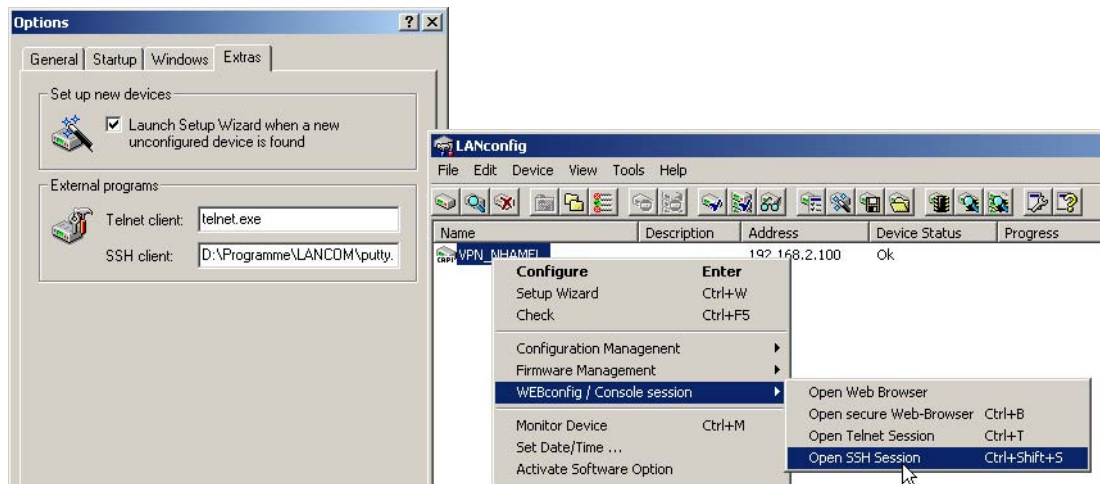 Options
General Startup Windows Extras
Set up new devices
Launch Setup Wizard when a new
unconfigured device is found
External programs
Telnet client: telnet.exe
SSH client: D:\Programme\LANCOM\putty.
LANconfig
File Edit Device View Tools Help
Name Description Address Device Status Progress
VPN_NHAMEL 192.168.2.100 Ok
Configure Enter
Setup Wizard Ctrl+W
Check Ctrl+F5
Configuration Managenent
Firmware Management
WEBconfig / Console session
Monitor Device Ctrl+M
Set Date/Time ...
Activate Software Option
Open Web Browser
Open secure Web-Browser Ctrl+B
Open Telnet Session Ctrl+T
Open SSH Session Ctrl+Shift+S